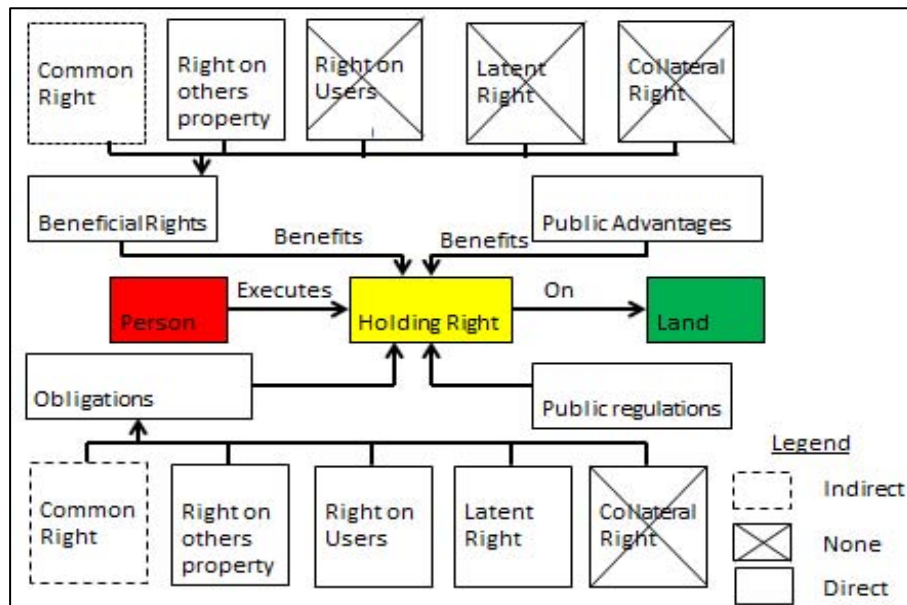 Common
Right
Right on
others
property
Right on
Users
Latent
Right
Collateral
Right
Beneficial Rights
Public Advantages
Benefits
Benefits
Person
Executes
Holding Right
On
Land
Obligations
Public regulations
Common
Right
Right on
others
property
Right on
Users
Latent
Right
Collateral
Right
Legend
Indirect
None
Direct